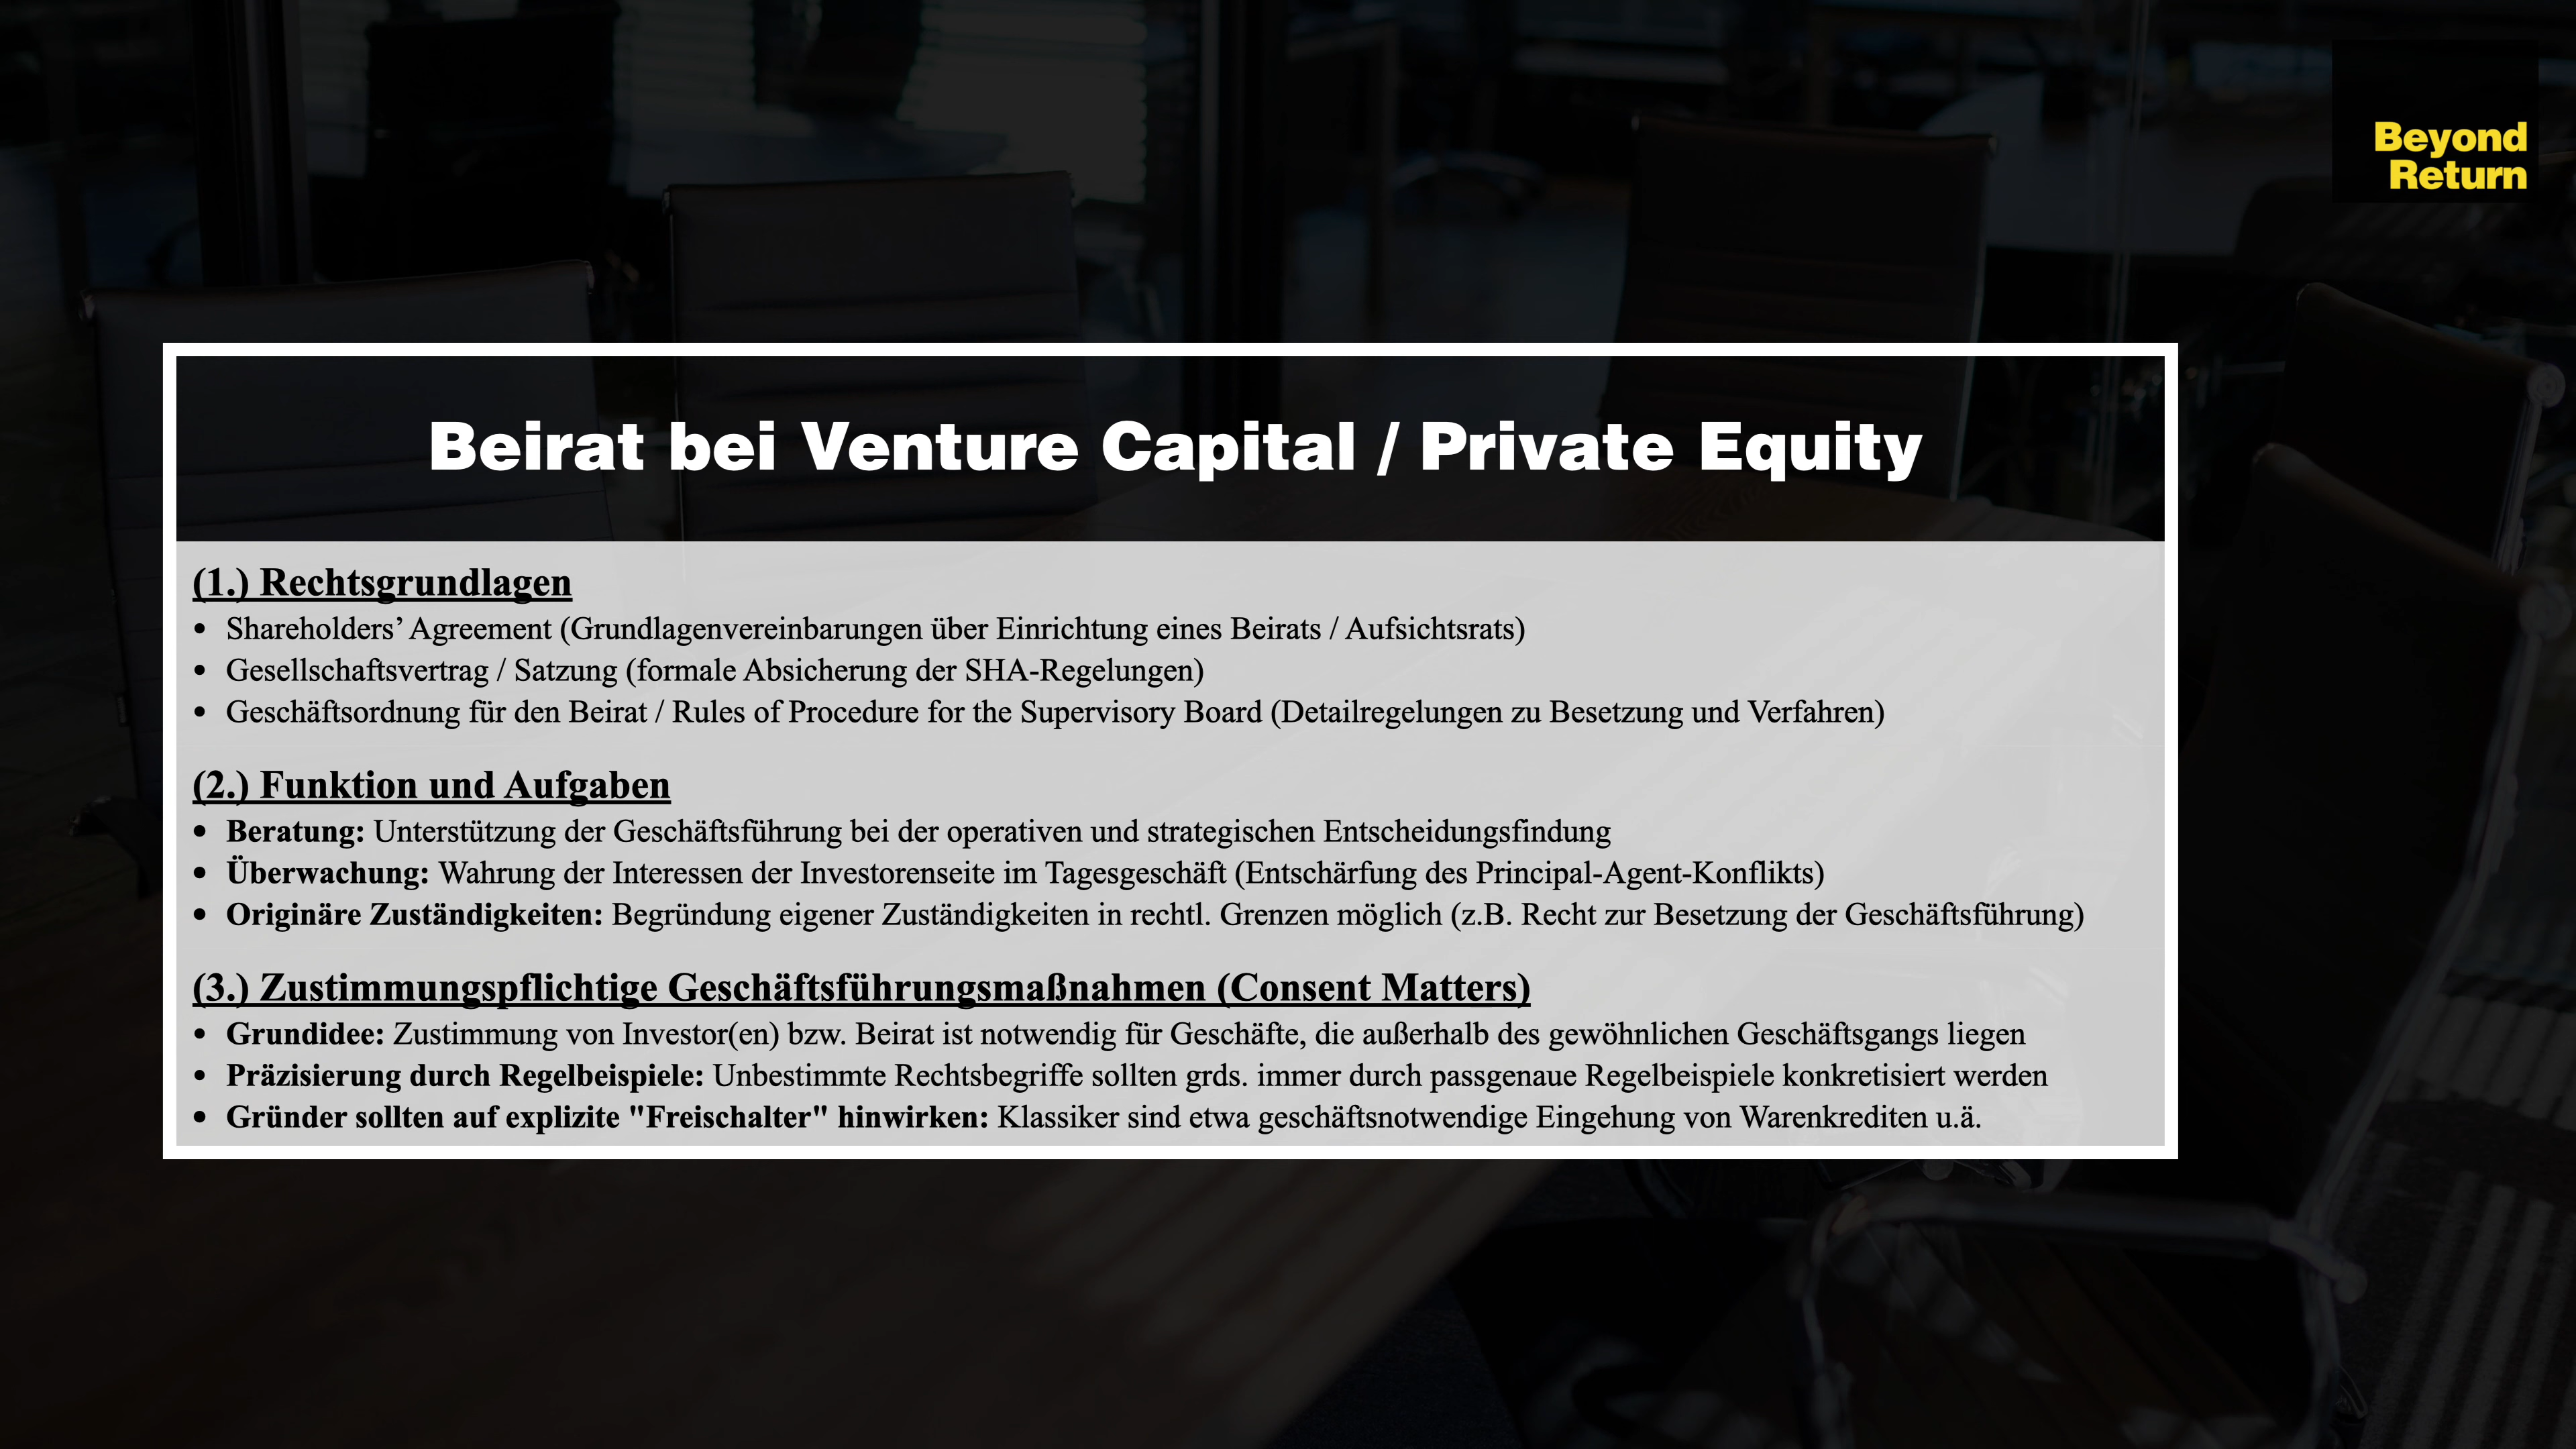 Beyond
Return
Beirat bei Venture Capital / Private Equity
(1.) Rechtsgrundlagen
• Shareholders’ Agreement (Grundlagenvereinbarungen über Einrichtung eines Beirats / Aufsichtsrats)
• Gesellschaftsvertrag / Satzung (formale Absicherung der SHA-Regelungen)
• Geschäftsordnung für den Beirat / Rules of Procedure for the Supervisory Board (Detailregelungen zu Besetzung und Verfahren)
(2.) Funktion und Aufgaben
• Beratung: Unterstützung der Geschäftsführung bei der operativen und strategischen Entscheidungsfindung
• Überwachung: Wahrung der Interessen der Investorenseite im Tagesgeschäft (Entschärfung des Principal-Agent-Konflikts)
• Originäre Zuständigkeiten: Begründung eigener Zuständigkeiten in rechtl. Grenzen möglich (z.B. Recht zur Besetzung der Geschäftsführung)
(3.) Zustimmungspflichtige Geschäftsführungsmaßnahmen (Consent Matters)
• Grundidee: Zustimmung von Investor(en) bzw. Beirat ist notwendig für Geschäfte, die außerhalb des gewöhnlichen Geschäftsgangs liegen
• Präzisierung durch Regelbeispiele: Unbestimmte Rechtsbegriffe sollten grds. immer durch passgenaue Regelbeispiele konkretisiert werden
• Gründer sollten auf explizite "Freischalter" hinwirken: Klassiker sind etwa geschäftsnotwendige Eingehung von Warenkrediten u.ä.